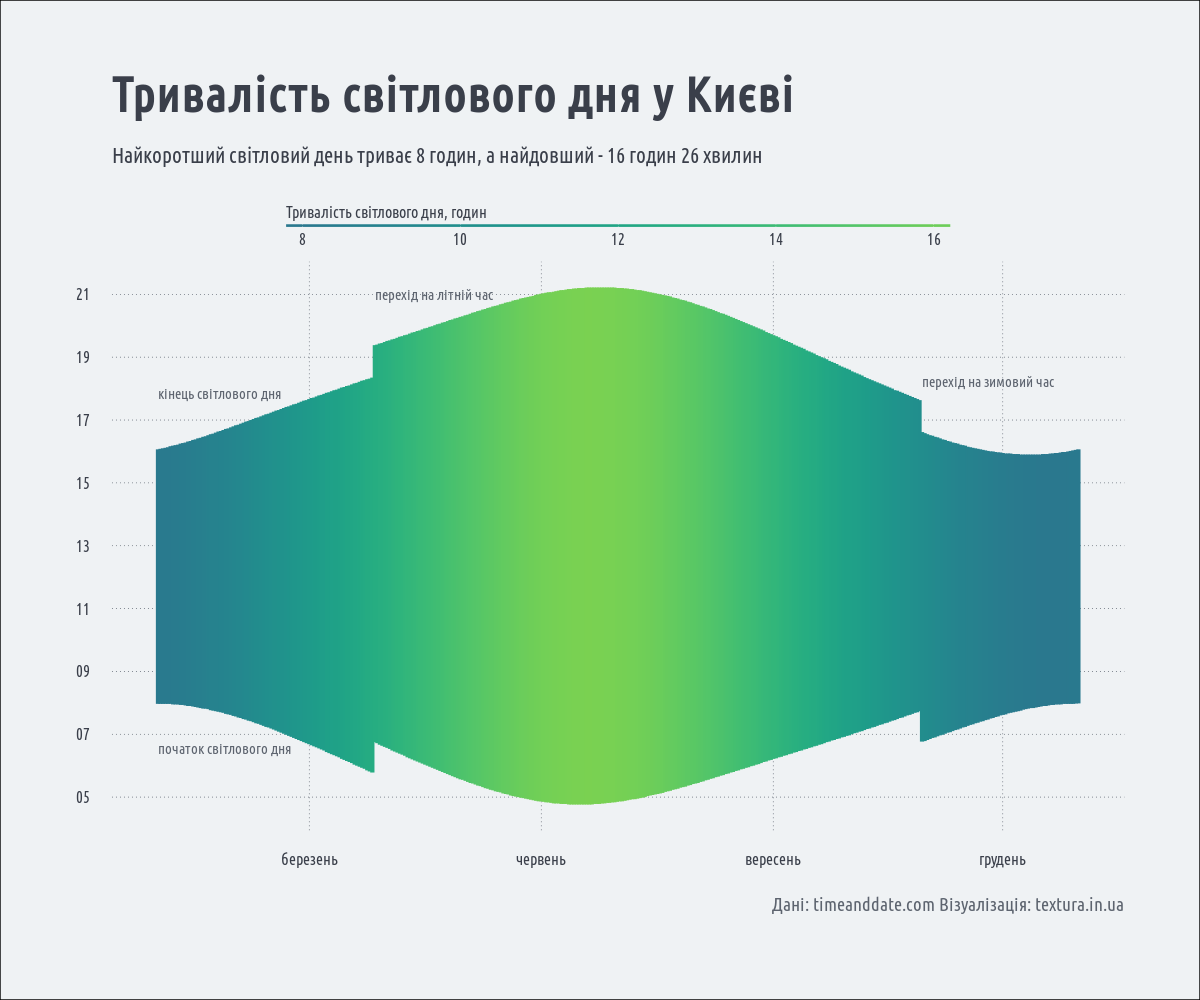 Тривалість світлового дня у Києві
Найкоротший світловий день триває 8 годин, а найдовший - 16 годин 26 хвилин
Тривалість світлового дня, годин
8 10 12 14 16
21
перехід на літній час
19
перехід на зимовий час
кінець світлового дня
17
15
13
11
09
07
початок світлового дня
05
березень червень вересень грудень
Дані: timeanddate.com Візуалізація: textura.in.ua